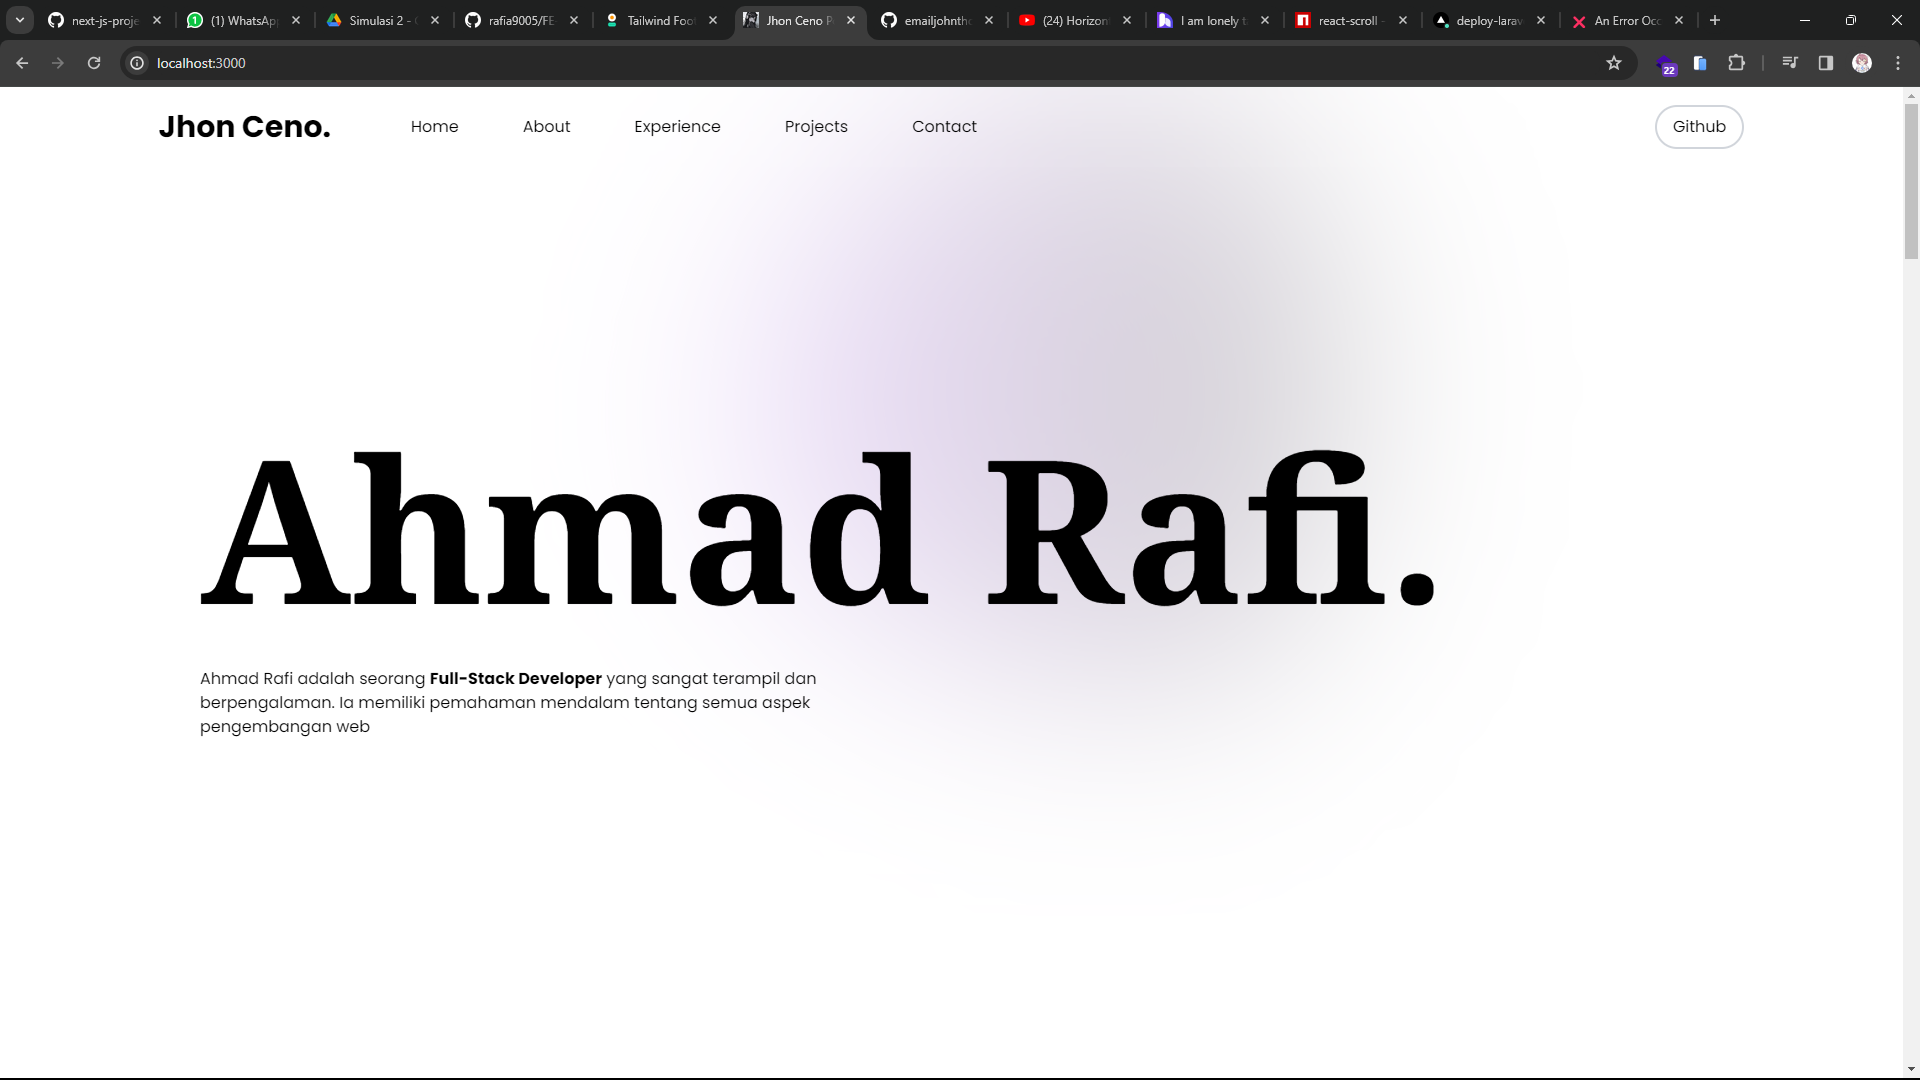 next-js-proje
(1) WhatsAp
Simulasi 2 -
rafia9005/FE
Tailwind Foo
Jhon Ceno P
emailjohntho
(24) Horizon
I am lonely t
react-scroll -
deploy-larav
An Error Occ
localhost:3000
22
Jhon Ceno.
Home
About
Experience
Projects
Contact
Github
Ahmad Rafi.
Ahmad Rafi adalah seorang Full-Stack Developer yang sangat terampil dan
berpengalaman. Ia memiliki pemahaman mendalam tentang semua aspek
pengembangan web